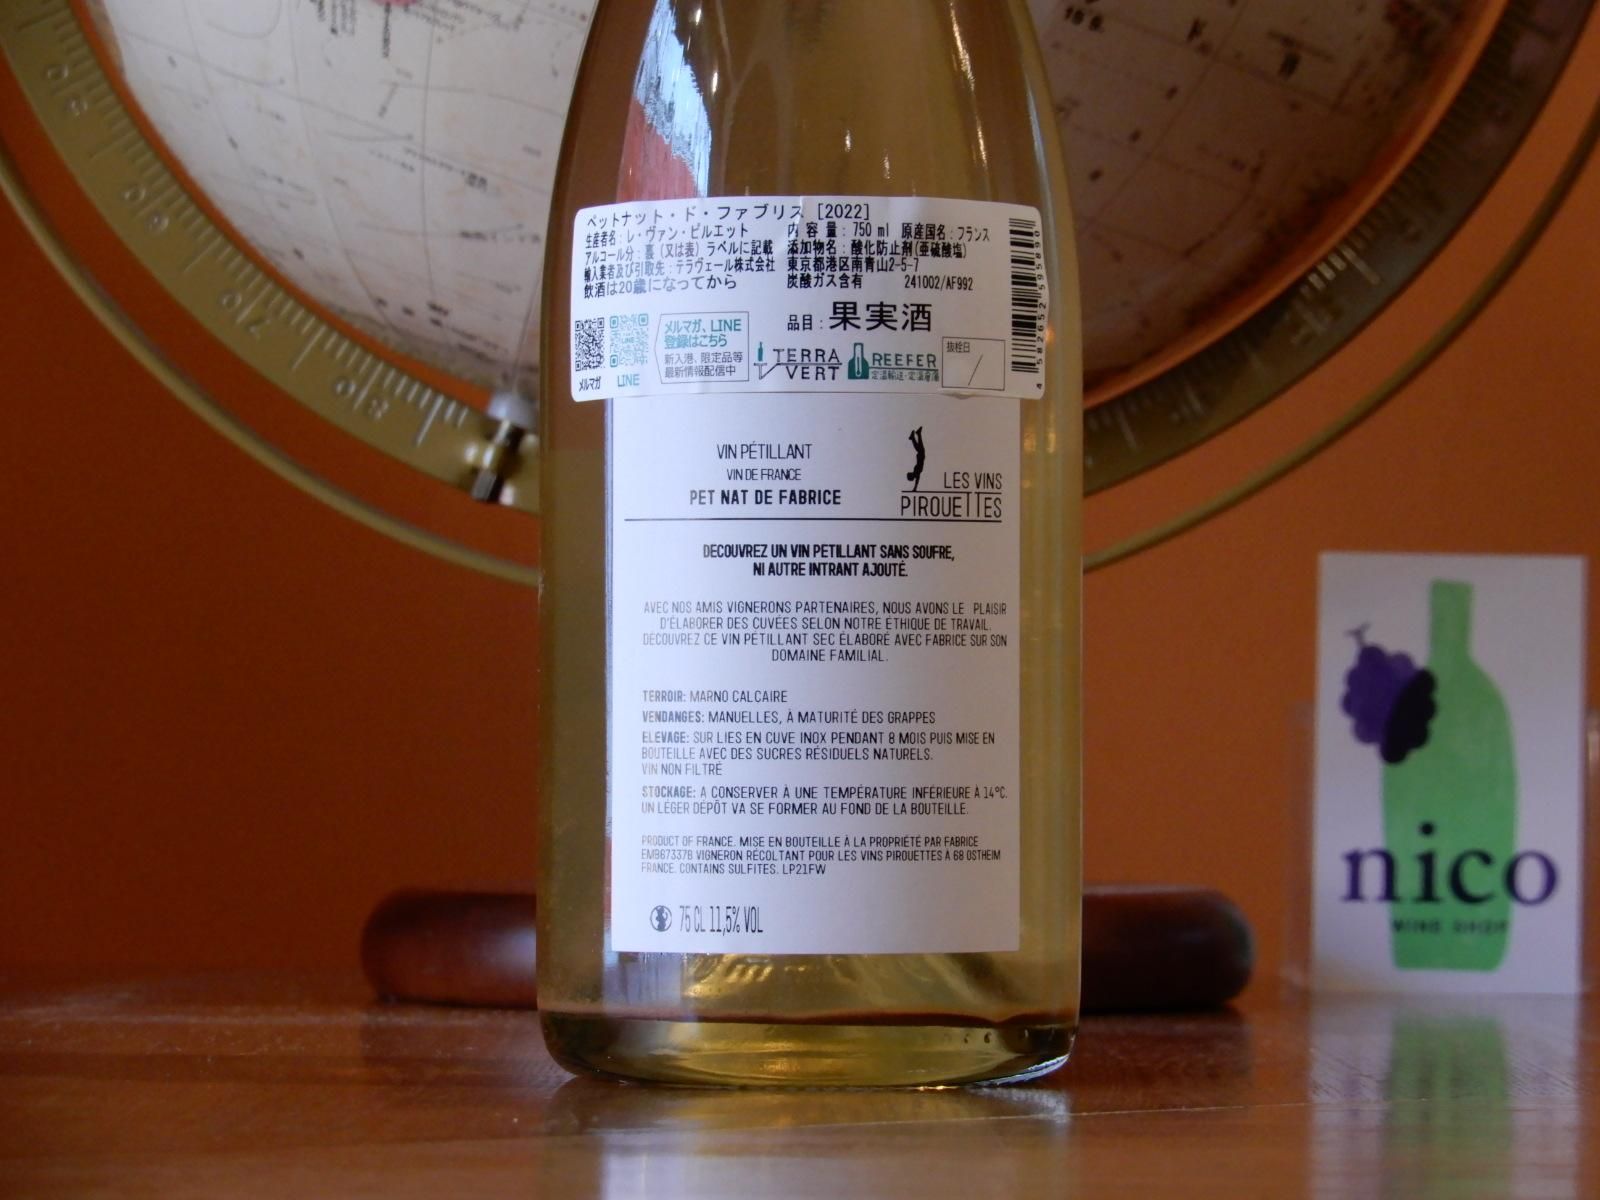 ペットナット・ド・ファブリス [2022]
生産者名：レ・ヴァン・ピルエット 内容量：750 ml 原産国名：フランス
アルコール分：裏（又は表）ラベルに記載 添加物名：酸化防止剤(亜硫酸塩)
輸入業者及び引取先：テラヴェール株式会社 東京都港区南青山2-5-7
飲酒は20歳になってから 炭酸ガス含有 241002/AF992
品目：果実酒
メルマガ、LINE
登録はこちら
新入港、限定品等
最新情報配信中
メルマガ LINE
TERRA
VERT
REEFER
定温輸送・定温倉庫
抜栓日
/
4 582652 595890
VIN PÉTILLANT
VIN DE FRANCE
PET NAT DE FABRICE
LES VINS
PIROUETTES
DECOUVREZ UN VIN PETILLANT SANS SOUFRE,
NI AUTRE INTRANT AJOUTÉ.
AVEC NOS AMIS VIGNERONS PARTENAIRES, NOUS AVONS LE PLAISIR
D'ÉLABORER DES CUVÉES SELON NOTRE ÉTHIQUE DE TRAVAIL.
DÉCOUVREZ CE VIN PÉTILLANT SEC ÉLABORÉ AVEC FABRICE SUR SON
DOMAINE FAMILIAL.
TERROIR: MARNO CALCAIRE
VENDANGES: MANUELLES, À MATURITÉ DES GRAPPES
ELEVAGE: SUR LIES EN CUVE INOX PENDANT 8 MOIS PUIS MISE EN
BOUTEILLE AVEC DES SUCRES RÉSIDUELS NATURELS.
VIN NON FILTRÉ
STOCKAGE: A CONSERVER À UNE TEMPÉRATURE INFÉRIEURE À 14°C.
UN LÉGER DÉPÔT VA SE FORMER AU FOND DE LA BOUTEILLE.
PRODUCT OF FRANCE. MISE EN BOUTEILLE À LA PROPRIÉTÉ PAR FABRICE
EMB67337B VIGNERON RÉCOLTANT POUR LES VINS PIROUETTES À 68 OSTHEIM
FRANCE. CONTAINS SULFITES. LP21FW
75 CL 11,5% VOL
nico
WINE SHOP